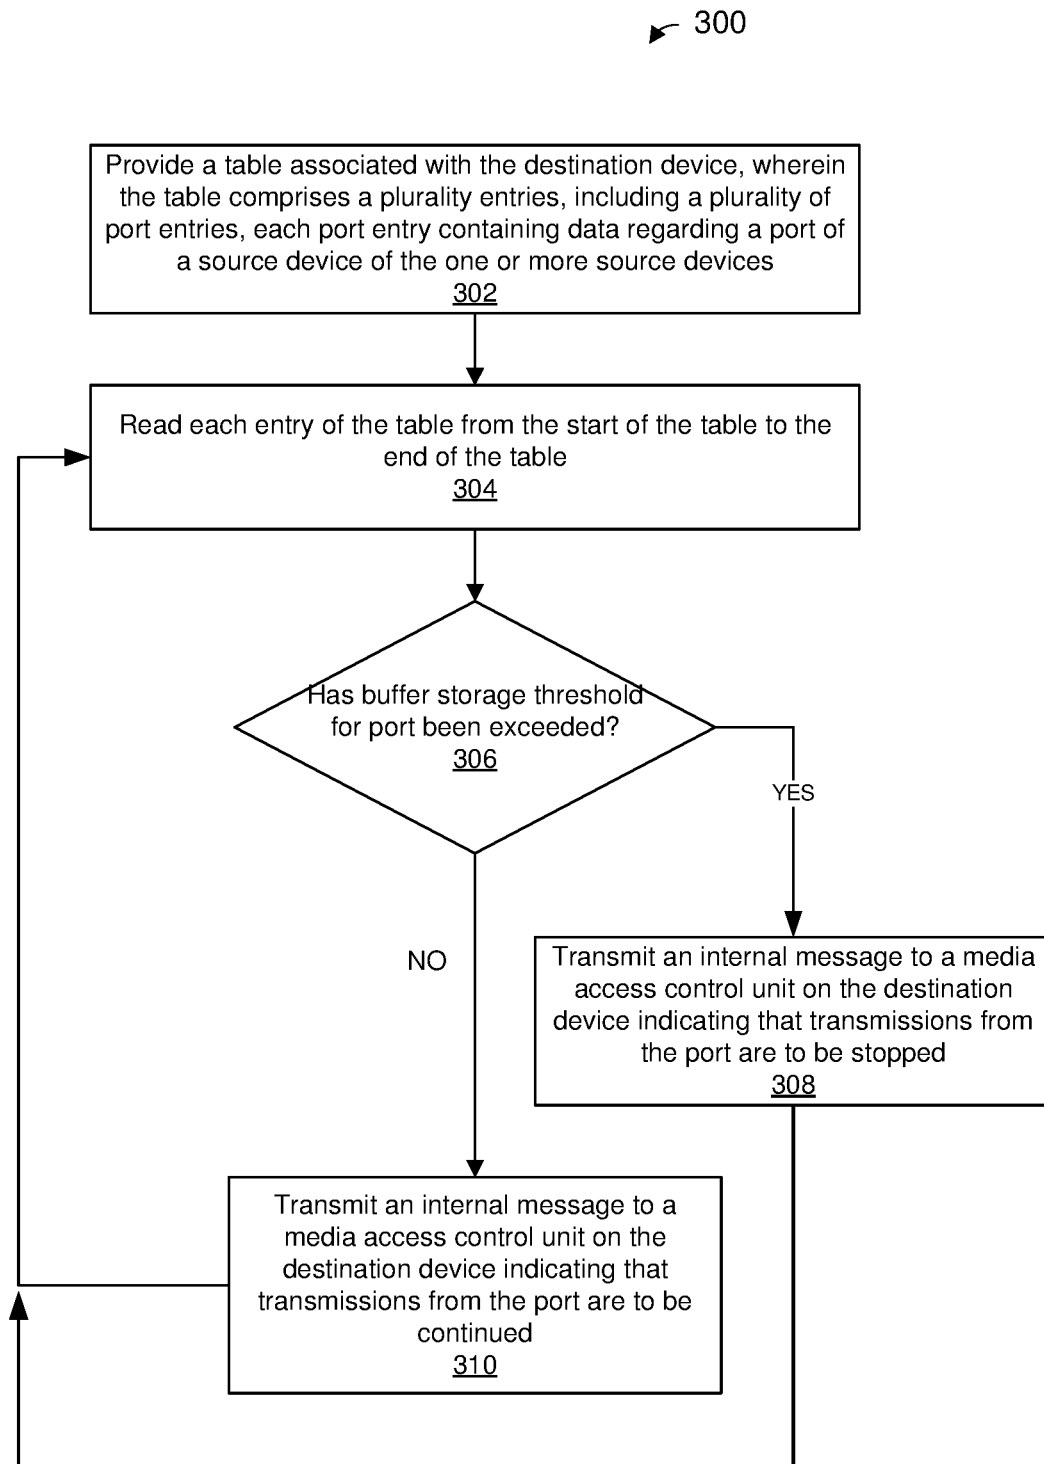 300
Provide a table associated with the destination device, wherein
the table comprises a plurality entries, including a plurality of
port entries, each port entry containing data regarding a port of
a source device of the one or more source devices
302
Read each entry of the table from the start of the table to the
end of the table
304
Has buffer storage threshold
for port been exceeded?
306
YES
NO
Transmit an internal message to a media
access control unit on the destination
device indicating that transmissions from
the port are to be stopped
308
Transmit an internal message to a
media access control unit on the
destination device indicating that
transmissions from the port are to be
continued
310